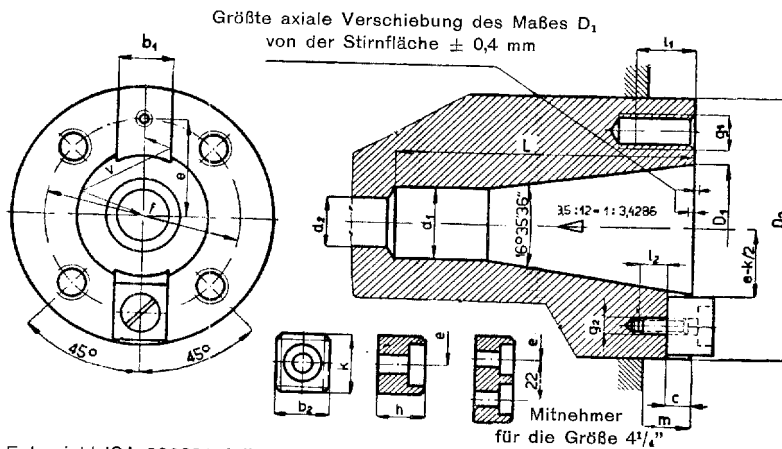 Größte axiale Verschiebung des Maßes D₁
von der Stirnfläche ± 0,4 mm
b₁
l₁
e
v
f
L
g₁
d₂
d₁
16°35'36"
3,5:12 = 1:3,4286
D₁
l₂
e-k/2
g₂
45°
45°
k
b₂
e
h
e
22
c
m
Mitnehmer
für die Größe 4¼"